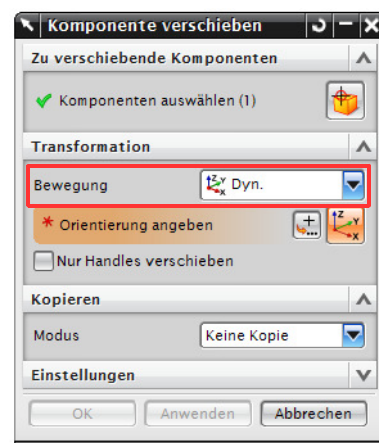 Komponente verschieben
Zu verschiebende Komponenten
Komponenten auswählen (1)
Transformation
Bewegung Dyn.
* Orientierung angeben
Nur Handles verschieben
Kopieren
Modus Keine Kopie
Einstellungen
OK Anwenden Abbrechen